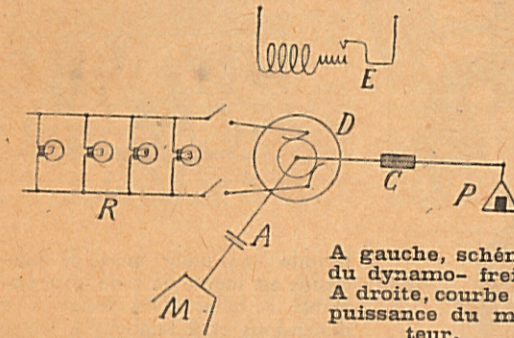 E
D
R
C
P
A
M
A gauche, schém
du dynamo- frei
A droite, courbe
puissance du m
teur.